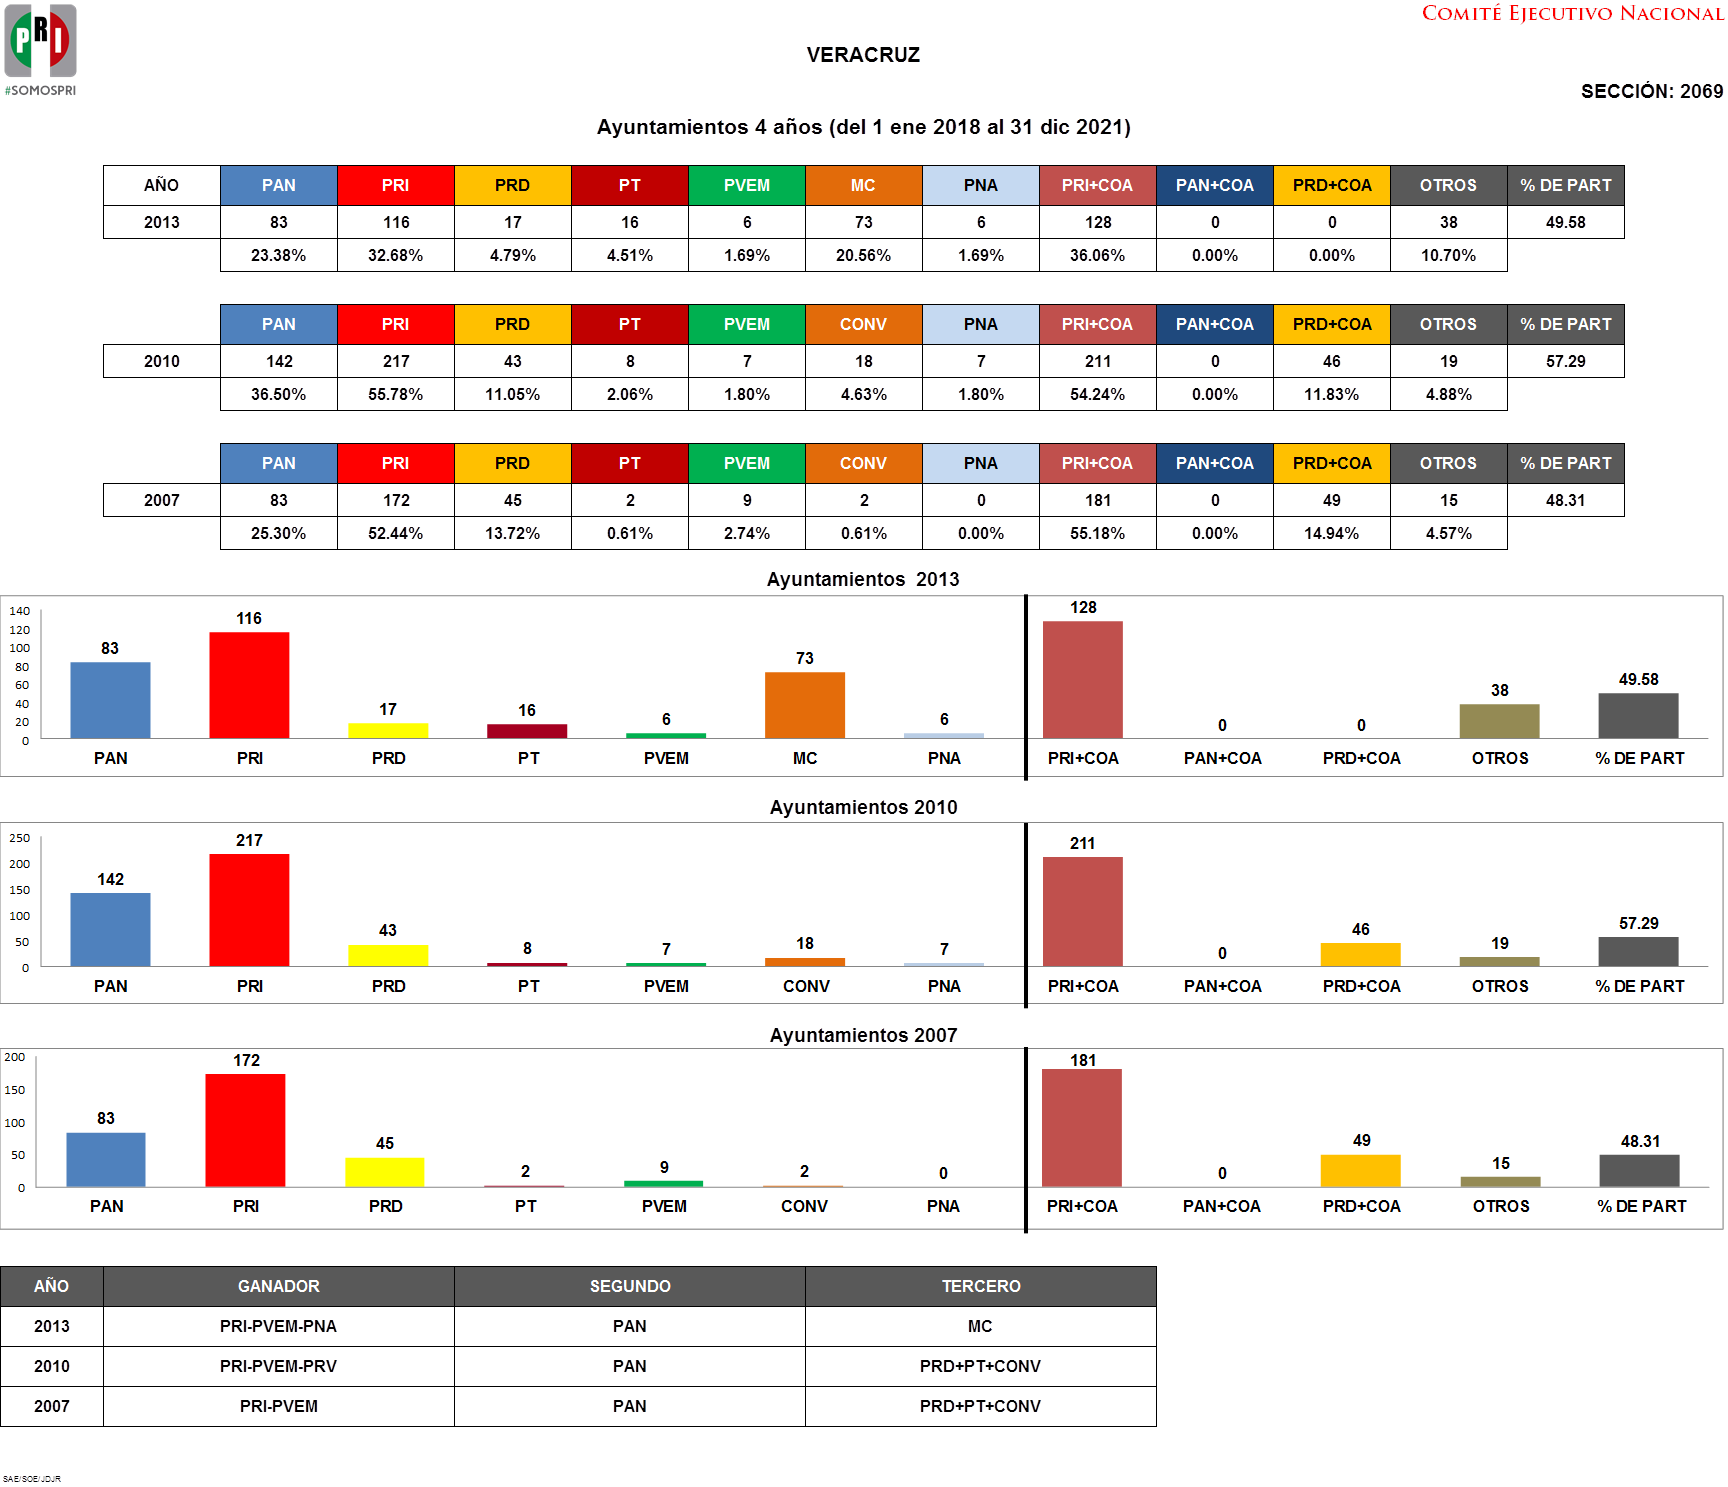 PRI
#SOMOSPRI
COMITÉ EJECUTIVO NACIONAL
VERACRUZ
SECCIÓN: 2069
Ayuntamientos 4 años (del 1 ene 2018 al 31 dic 2021)
AÑO PAN PRI PRD PT PVEM MC PNA PRI+COA PAN+COA PRD+COA OTROS % DE PART
2013 83 116 17 16 6 73 6 128 0 0 38 49.58
23.38% 32.68% 4.79% 4.51% 1.69% 20.56% 1.69% 36.06% 0.00% 0.00% 10.70%
PAN PRI PRD PT PVEM CONV PNA PRI+COA PAN+COA PRD+COA OTROS % DE PART
2010 142 217 43 8 7 18 7 211 0 46 19 57.29
36.50% 55.78% 11.05% 2.06% 1.80% 4.63% 1.80% 54.24% 0.00% 11.83% 4.88%
PAN PRI PRD PT PVEM CONV PNA PRI+COA PAN+COA PRD+COA OTROS % DE PART
2007 83 172 45 2 9 2 0 181 0 49 15 48.31
25.30% 52.44% 13.72% 0.61% 2.74% 0.61% 0.00% 55.18% 0.00% 14.94% 4.57%
Ayuntamientos 2013
140
120
100
80
60
40
20
0
83 116 17 16 6 73 6 128 0 0 38 49.58
PAN PRI PRD PT PVEM MC PNA PRI+COA PAN+COA PRD+COA OTROS % DE PART
Ayuntamientos 2010
250
200
150
100
50
0
142 217 43 8 7 18 7 211 0 46 19 57.29
PAN PRI PRD PT PVEM CONV PNA PRI+COA PAN+COA PRD+COA OTROS % DE PART
Ayuntamientos 2007
200
150
100
50
0
83 172 45 2 9 2 0 181 0 49 15 48.31
PAN PRI PRD PT PVEM CONV PNA PRI+COA PAN+COA PRD+COA OTROS % DE PART
AÑO GANADOR SEGUNDO TERCERO
2013 PRI-PVEM-PNA PAN MC
2010 PRI-PVEM-PRV PAN PRD+PT+CONV
2007 PRI-PVEM PAN PRD+PT+CONV
SAE/SOE/JDJR